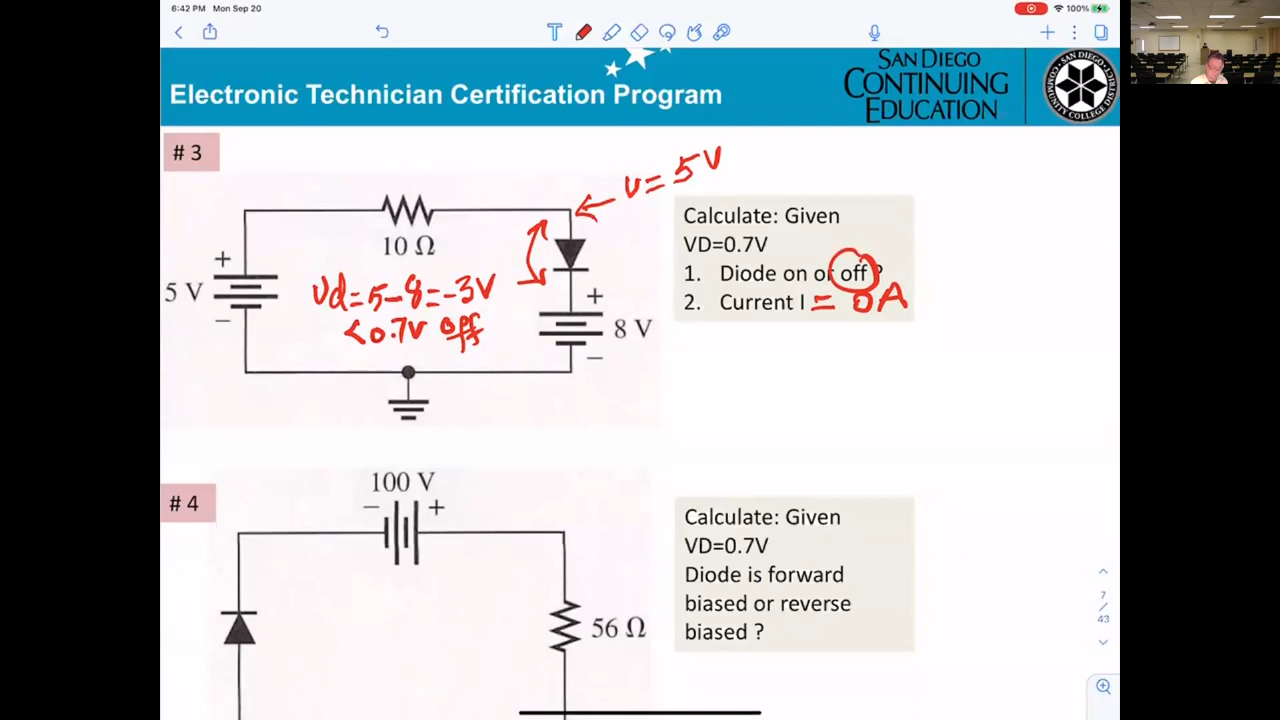 6:42 PM Mon Sep 20
100%
T
Electronic Technician Certification Program
SAN DIEGO
CONTINUING
EDUCATION
# 3
V = 5V
10 Ω
+
5 V
−
Vd = 5 - 8 = -3V
< 0.7V off
+
8 V
−
Calculate: Given
VD=0.7V
1. Diode on or off ?
2. Current I = 0A
# 4
100 V
− +
56 Ω
Calculate: Given
VD=0.7V
Diode is forward
biased or reverse
biased ?
7
/
43